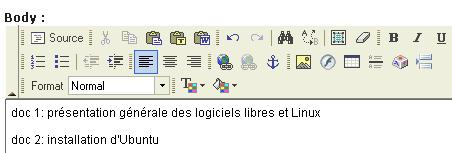 Body :
Source B I U
Format Normal
doc 1: présentation générale des logiciels libres et Linux
doc 2: installation d'Ubuntu